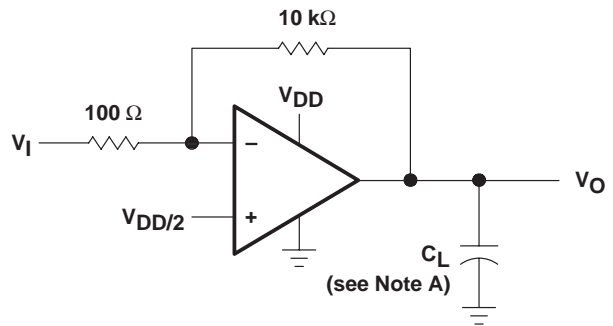 10 kΩ
VDD
100 Ω
VI
−
VO
VDD/2
+
CL
(see Note A)